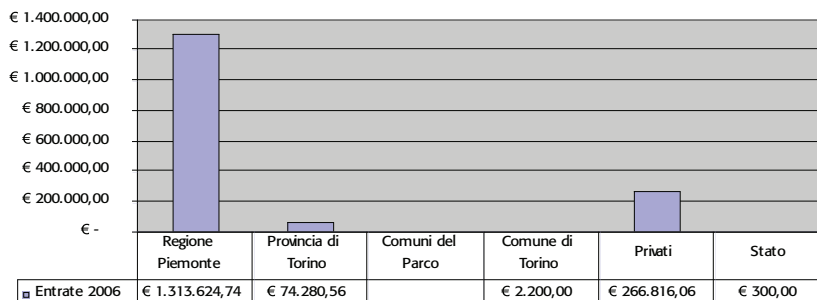 € 1.400.000,00
€ 1.200.000,00
€ 1.000.000,00
€ 800.000,00
€ 600.000,00
€ 400.000,00
€ 200.000,00
€ -
Regione Piemonte
Provincia di Torino
Comuni del Parco
Comune di Torino
Privati
Stato
Entrate 2006 € 1.313.624,74 € 74.280,56 € 2.200,00 € 266.816,06 € 300,00